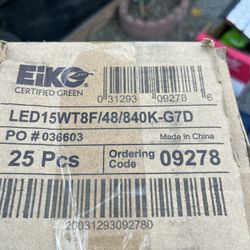 EiKO
CERTIFIED GREEN
0 31293 09278 6
LED15WT8F/48/840K-G7D
PO # 036603
Made in China
25 Pcs
Ordering Code 09278
20031293092780